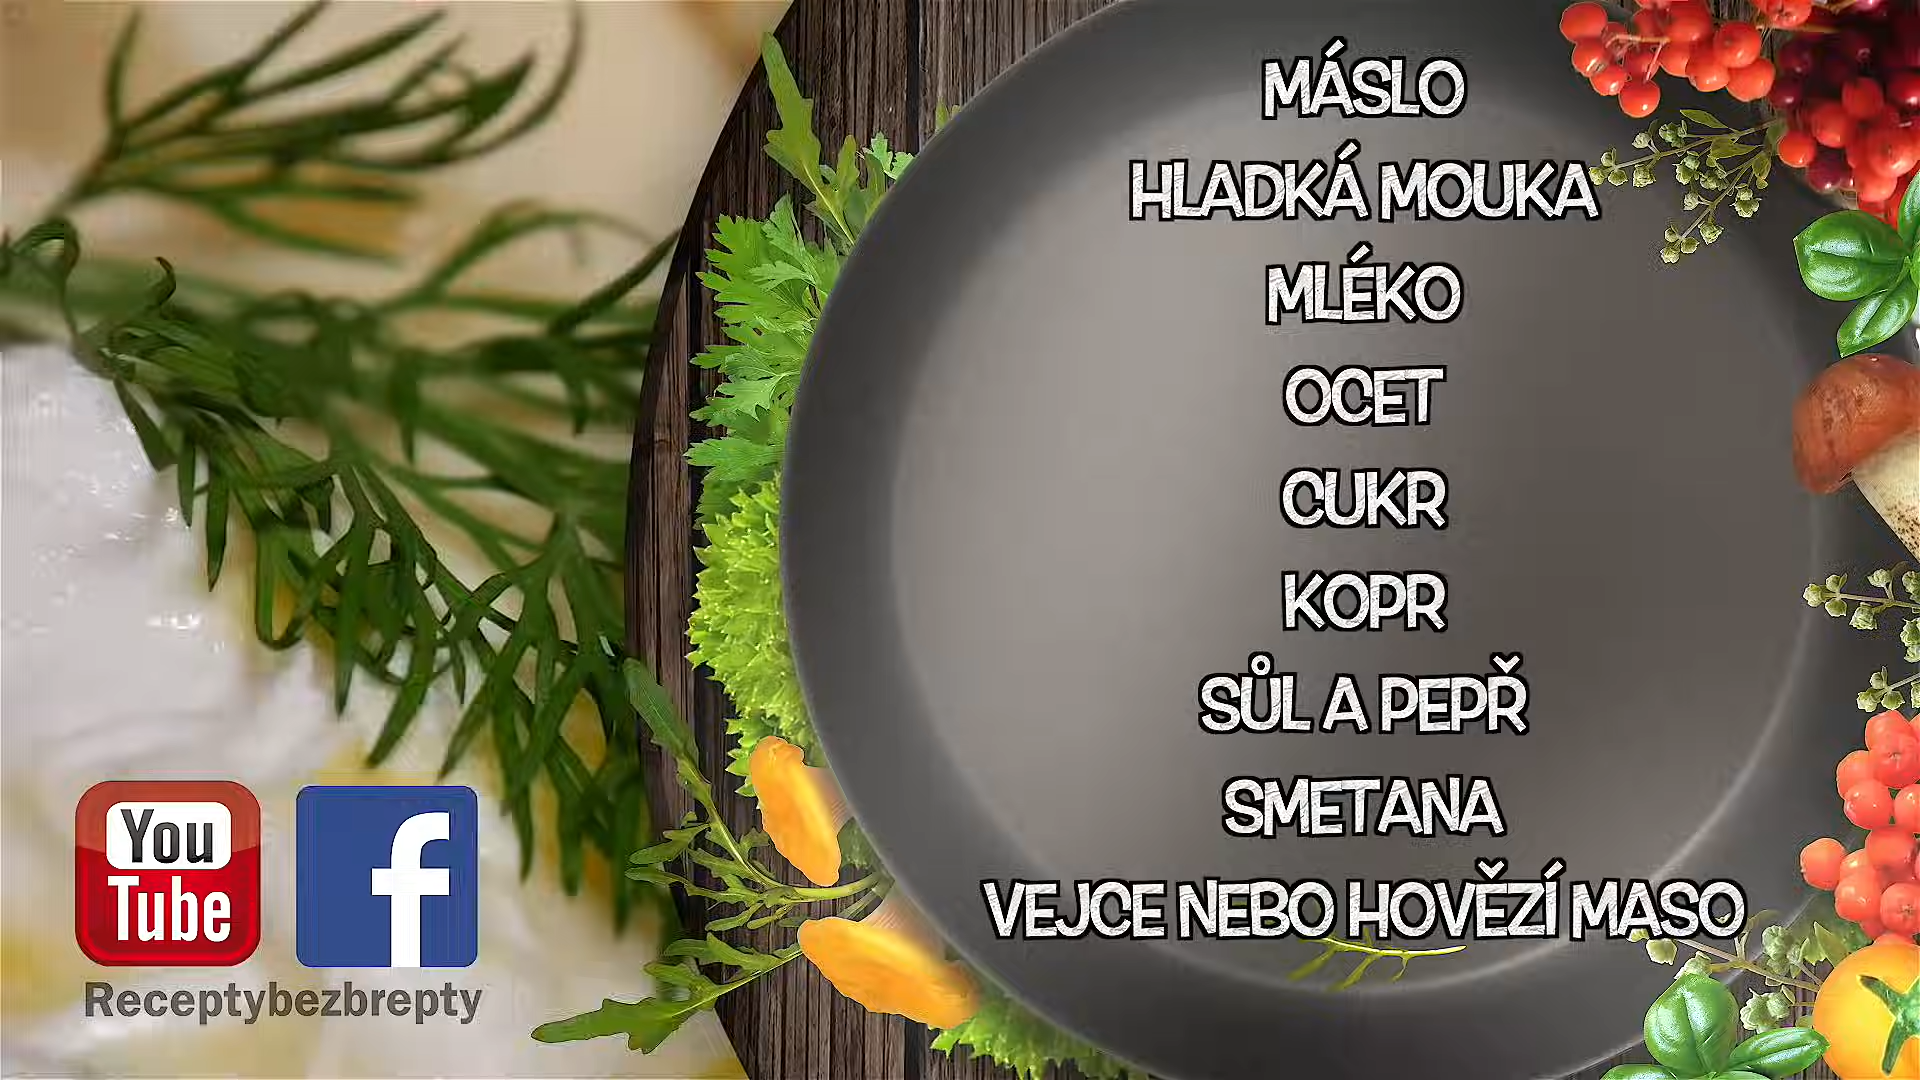 MÁSLO
HLADKÁ MOUKA
MLÉKO
OCET
CUKR
KOPR
SŮL A PEPŘ
SMETANA
VEJCE NEBO HOVĚZÍ MASO
You
Tube
f
Receptybezbrepty